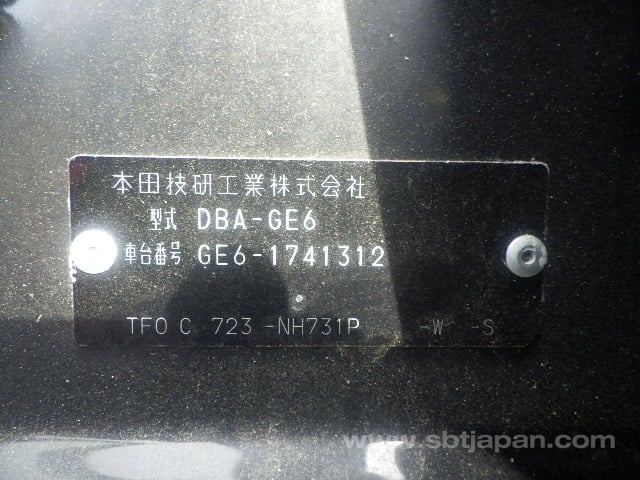 本田技研工業株式会社
型式 DBA-GE6
車台番号 GE6-1741312
TF0 C 723 -NH731P -W -S
www.sbtjapan.com